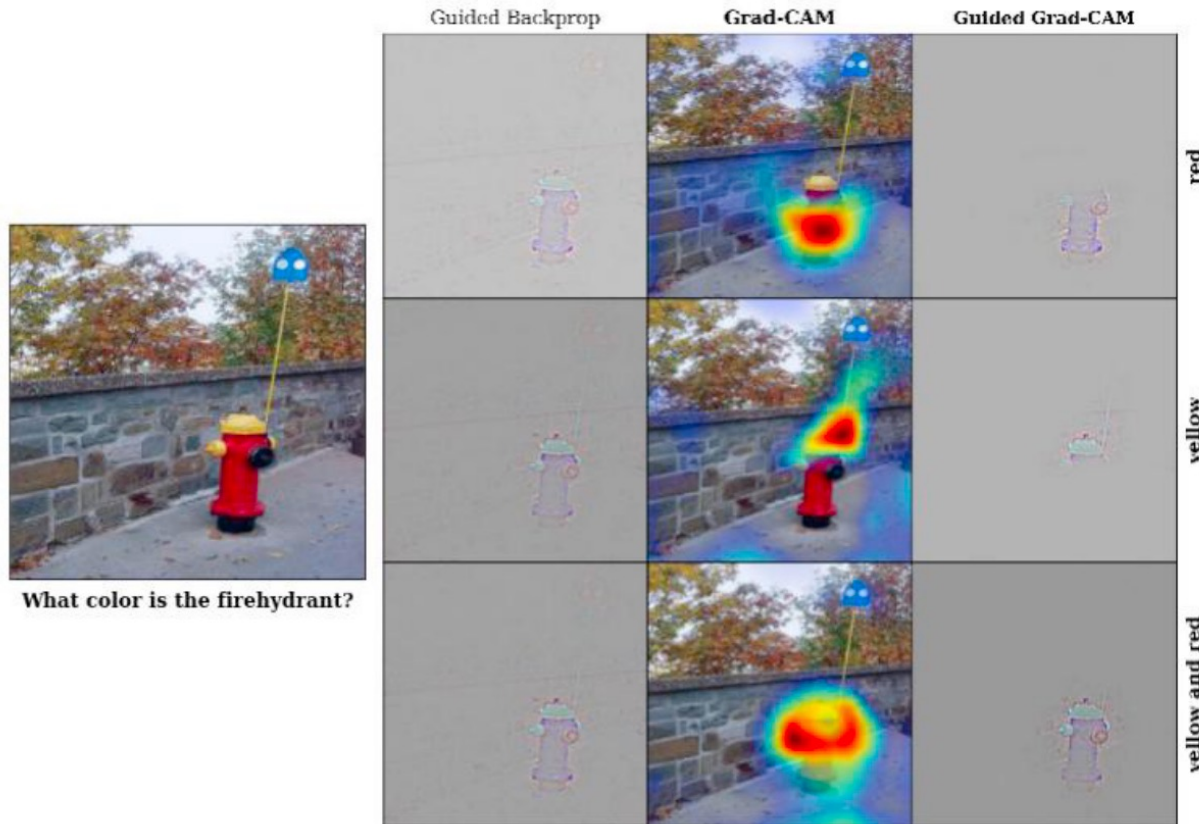 Guided Backprop
Grad-CAM
Guided Grad-CAM
red
What color is the firehydrant?
yellow
yellow and red